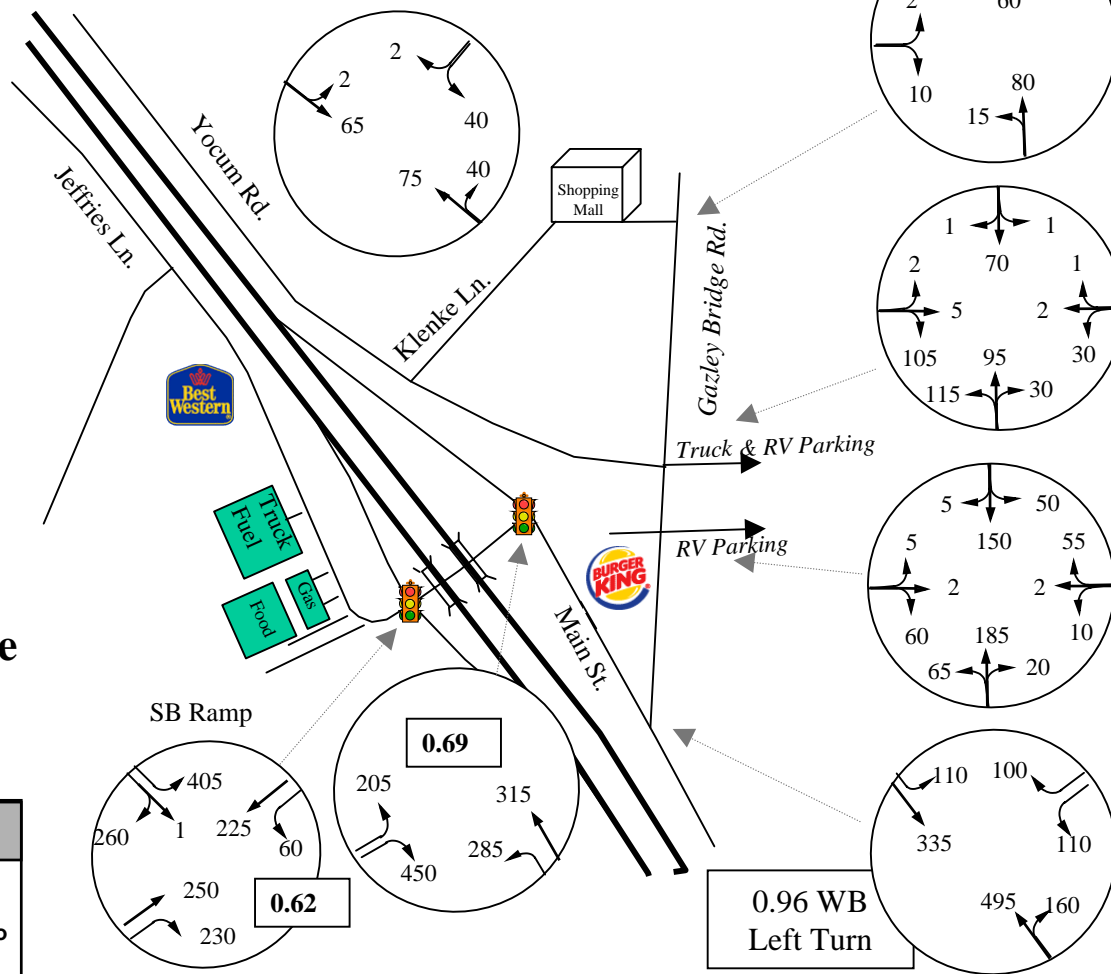 2
60
10
80
15
2
2
65
40
75
40
Yocum Rd.
Jeffries Ln.
Shopping
Mall
Klenke Ln.
Gazley Bridge Rd.
1
1
70
2
1
5
2
105
30
95
115
30
Best
Western
Truck & RV Parking
RV Parking
BURGER
KING
Truck
Fuel
Gas
Food
Main St.
5
50
150
5
55
2
2
60
10
185
65
20
e
SB Ramp
405
260
1
225
60
250
230
0.62
0.69
205
315
285
450
110
100
335
110
495
160
0.96 WB
Left Turn